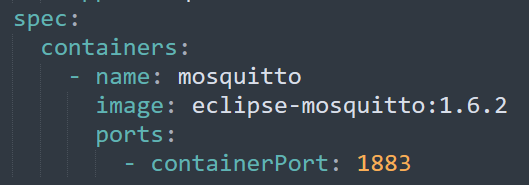 spec:
containers:
- name: mosquitto
image: eclipse-mosquitto:1.6.2
ports:
- containerPort: 1883